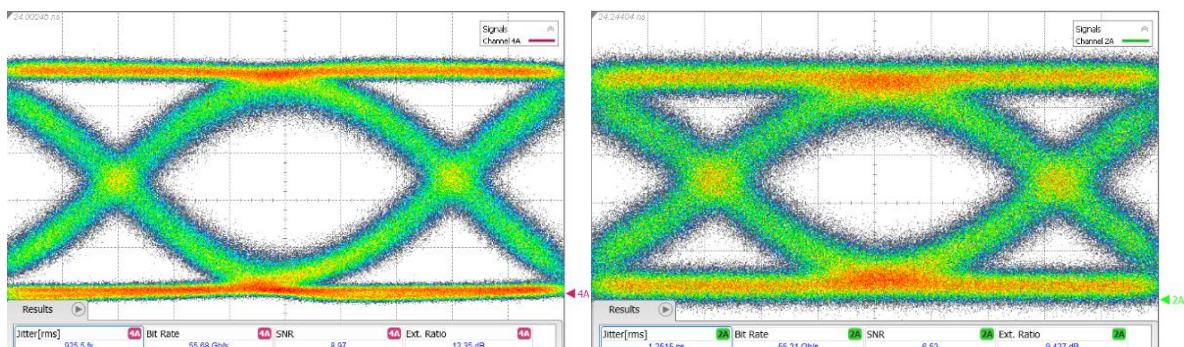 24.00245 ns
Signals
Channel 4A
4A
Results
Jitter[rms] 4A Bit Rate 4A SNR 4A Ext. Ratio 4A
925.5 fs 55.68 Gb/s 8.97 12.35 dB
24.24404 ns
Signals
Channel 2A
2A
Results
Jitter[rms] 2A Bit Rate 2A SNR 2A Ext. Ratio 2A
1.2515 ps 55.31 Gb/s 6.53 9.437 dB